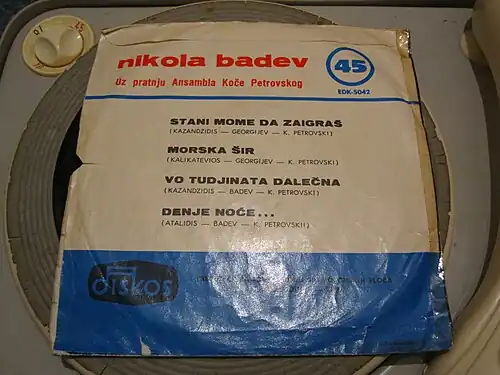 nikola badev
Uz pratnju Ansambla Koče Petrovskog
45
EDK-5042
STANI MOME DA ZAIGRAŠ
(KAZANDZIDIS — GEORGIJEV — K. PETROVSKI)
MORSKA ŠIR
(KALIKATEVIOS — GEORGIJEV — K. PETROVSKI)
VO TUDJINATA DALEČNA
(KAZANDZIDIS — BADEV — K. PETROVSKI)
DENJE NOĆE...
(ATALIDIS — BADEV — K. PETROVSKII)
DISKOS